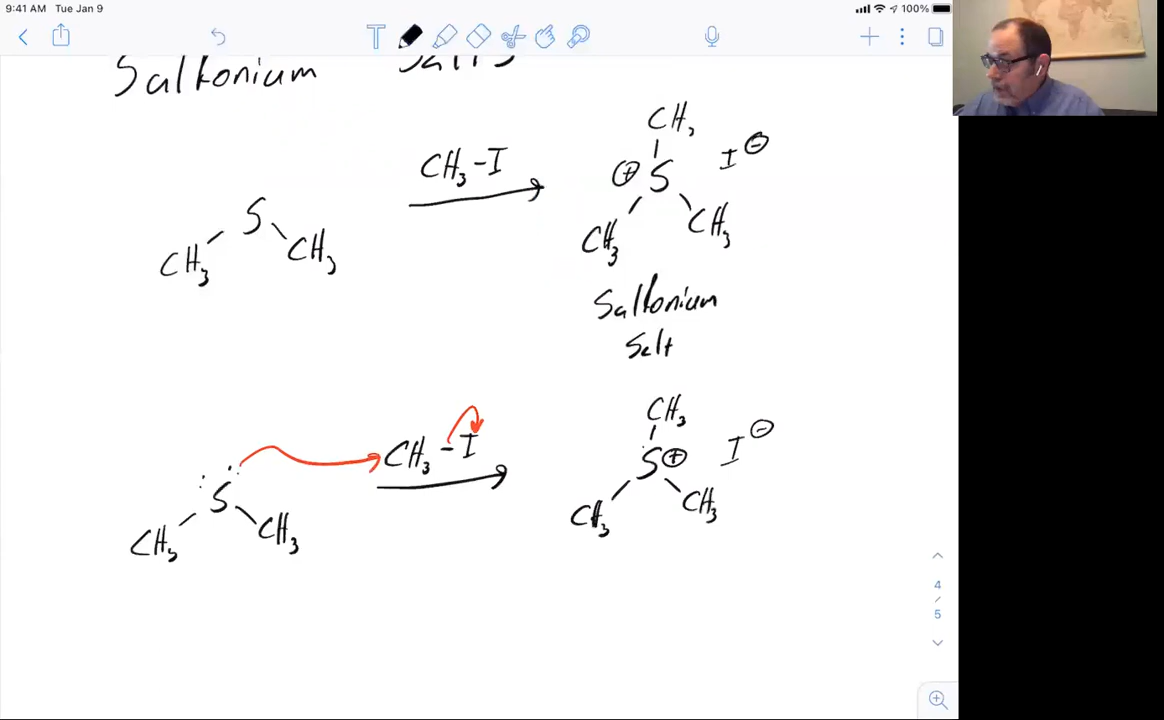 9:41 AM Tue Jan 9
100%
T
Sulfonium Salts
CH₃
CH₃-I
⊕ S I⊖
S
CH₃ CH₃
CH₃ CH₃
Sulfonium
Salt
CH₃
CH₃-I
S⊕ I⊖
:S:
CH₃ CH₃
CH₃ CH₃
4
/
5